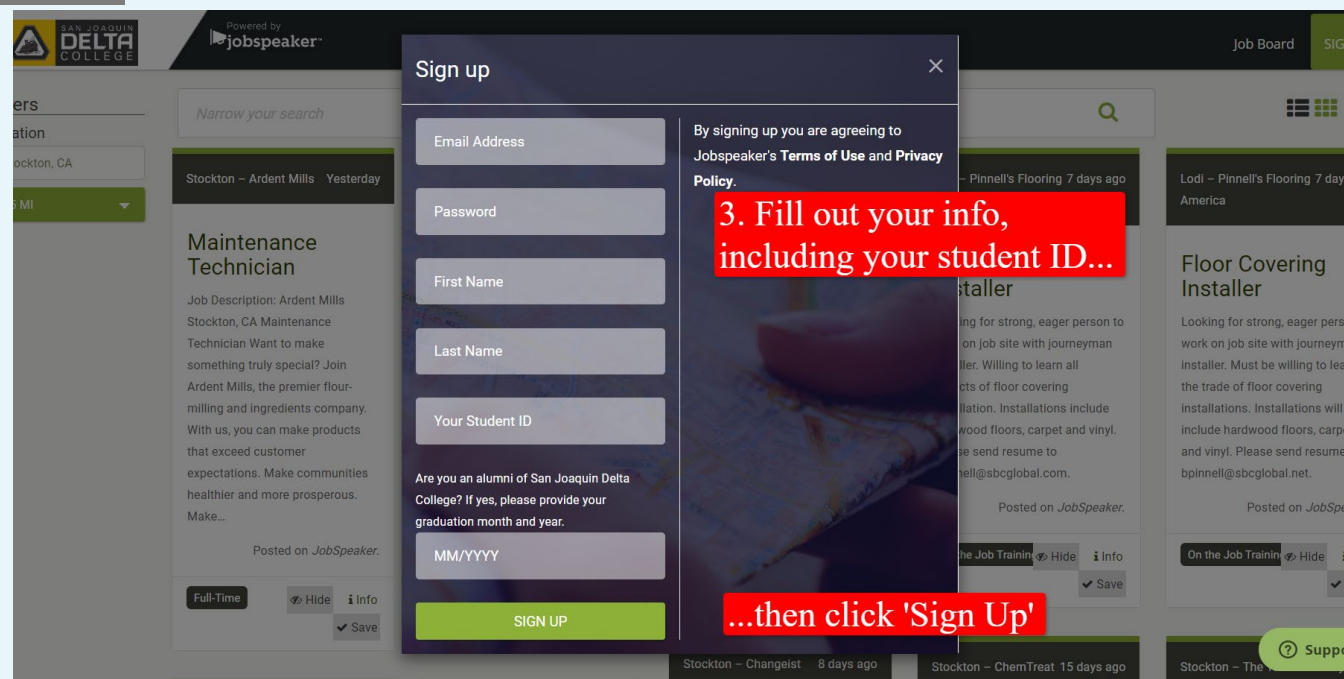 SAN JOAQUIN
DELTA
COLLEGE
Powered by
jobspeaker™
Job Board
SIG
ers
ation
ockton, CA
MI
Narrow your search
Stockton – Ardent Mills Yesterday
Maintenance
Technician
Job Description: Ardent Mills
Stockton, CA Maintenance
Technician Want to make
something truly special? Join
Ardent Mills, the premier flour-
milling and ingredients company.
With us, you can make products
that exceed customer
expectations. Make communities
healthier and more prosperous.
Make...
Posted on JobSpeaker.
Full-Time
Hide
Info
Save
Sign up
Email Address
Password
First Name
Last Name
Your Student ID
Are you an alumni of San Joaquin Delta
College? If yes, please provide your
graduation month and year.
MM/YYYY
SIGN UP
By signing up you are agreeing to
Jobspeaker's Terms of Use and Privacy
Policy.
3. Fill out your info,
including your student ID...
...then click 'Sign Up'
– Pinnell's Flooring 7 days ago
staller
ing for strong, eager person to
on job site with journeyman
ller. Willing to learn all
cts of floor covering
llation. Installations include
wood floors, carpet and vinyl.
se send resume to
nell@sbcglobal.com.
Posted on JobSpeaker.
he Job Training
Hide
Info
Save
Lodi – Pinnell's Flooring 7 day
America
Floor Covering
Installer
Looking for strong, eager pers
work on job site with journeym
installer. Must be willing to lea
the trade of floor covering
installations. Installations will
include hardwood floors, carp
and vinyl. Please send resume
bpinnell@sbcglobal.net.
Posted on JobSpe
On the Job Training
Hide
Stockton – Changeist 8 days ago
Stockton – ChemTreat 15 days ago
Stockton – The
Suppo